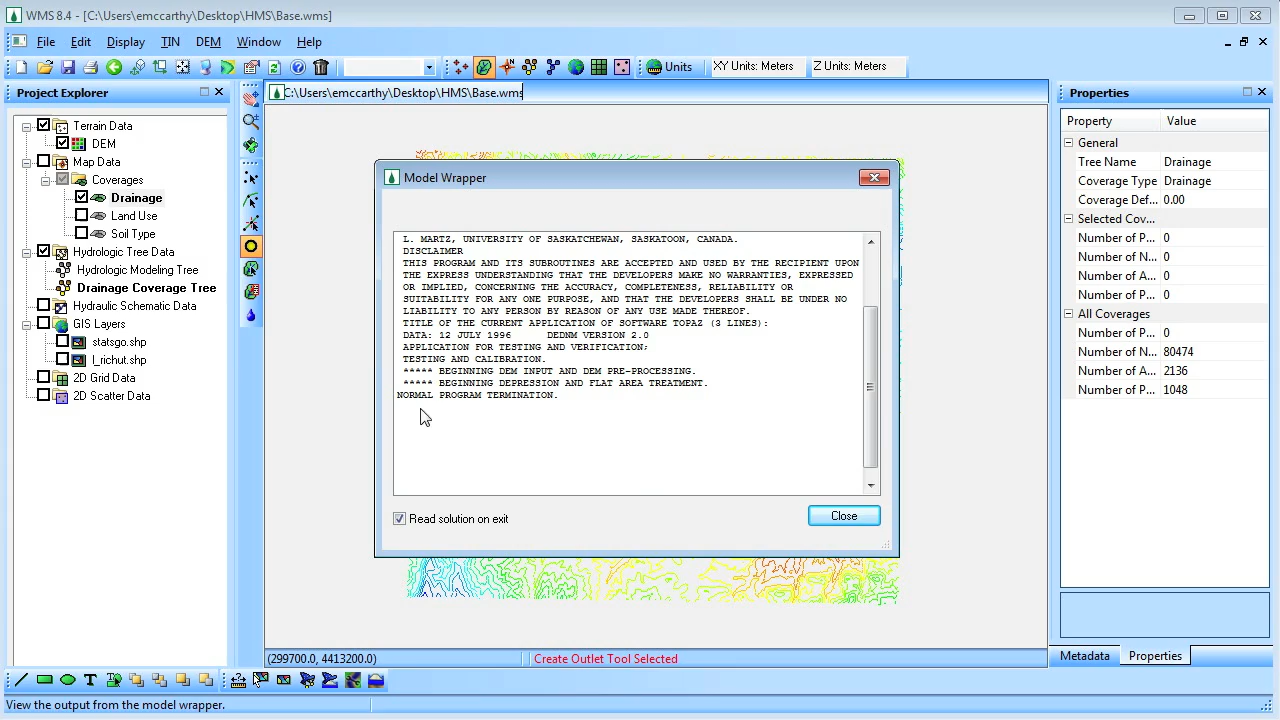 WMS 8.4 - [C:\Users\emccarthy\Desktop\HMS\Base.wms]
File Edit Display TIN DEM Window Help
Units XY Units: Meters Z Units: Meters
Project Explorer
C:\Users\emccarthy\Desktop\HMS\Base.wms
Properties
Terrain Data
DEM
Map Data
Coverages
Drainage
Land Use
Soil Type
Hydrologic Tree Data
Hydrologic Modeling Tree
Drainage Coverage Tree
Hydraulic Schematic Data
GIS Layers
statsgo.shp
l_richut.shp
2D Grid Data
2D Scatter Data
Model Wrapper
L. MARTZ, UNIVERSITY OF SASKATCHEWAN, SASKATOON, CANADA.
DISCLAIMER
THIS PROGRAM AND ITS SUBROUTINES ARE ACCEPTED AND USED BY THE RECIPIENT UPON
THE EXPRESS UNDERSTANDING THAT THE DEVELOPERS MAKE NO WARRANTIES, EXPRESSED
OR IMPLIED, CONCERNING THE ACCURACY, COMPLETENESS, RELIABILITY OR
SUITABILITY FOR ANY ONE PURPOSE, AND THAT THE DEVELOPERS SHALL BE UNDER NO
LIABILITY TO ANY PERSON BY REASON OF ANY USE MADE THEREOF.
TITLE OF THE CURRENT APPLICATION OF SOFTWARE TOPAZ (3 LINES):
DATA: 12 JULY 1996 DEDNM VERSION 2.0
APPLICATION FOR TESTING AND VERIFICATION;
TESTING AND CALIBRATION.
***** BEGINNING DEM INPUT AND DEM PRE-PROCESSING.
***** BEGINNING DEPRESSION AND FLAT AREA TREATMENT.
NORMAL PROGRAM TERMINATION.
Read solution on exit
Close
Property Value
General
Tree Name Drainage
Coverage Type Drainage
Coverage Def... 0.00
Selected Cov...
Number of P... 0
Number of N... 0
Number of A... 0
Number of P... 0
All Coverages
Number of P... 0
Number of N... 80474
Number of A... 2136
Number of P... 1048
Metadata Properties
(299700.0, 4413200.0) Create Outlet Tool Selected
View the output from the model wrapper.